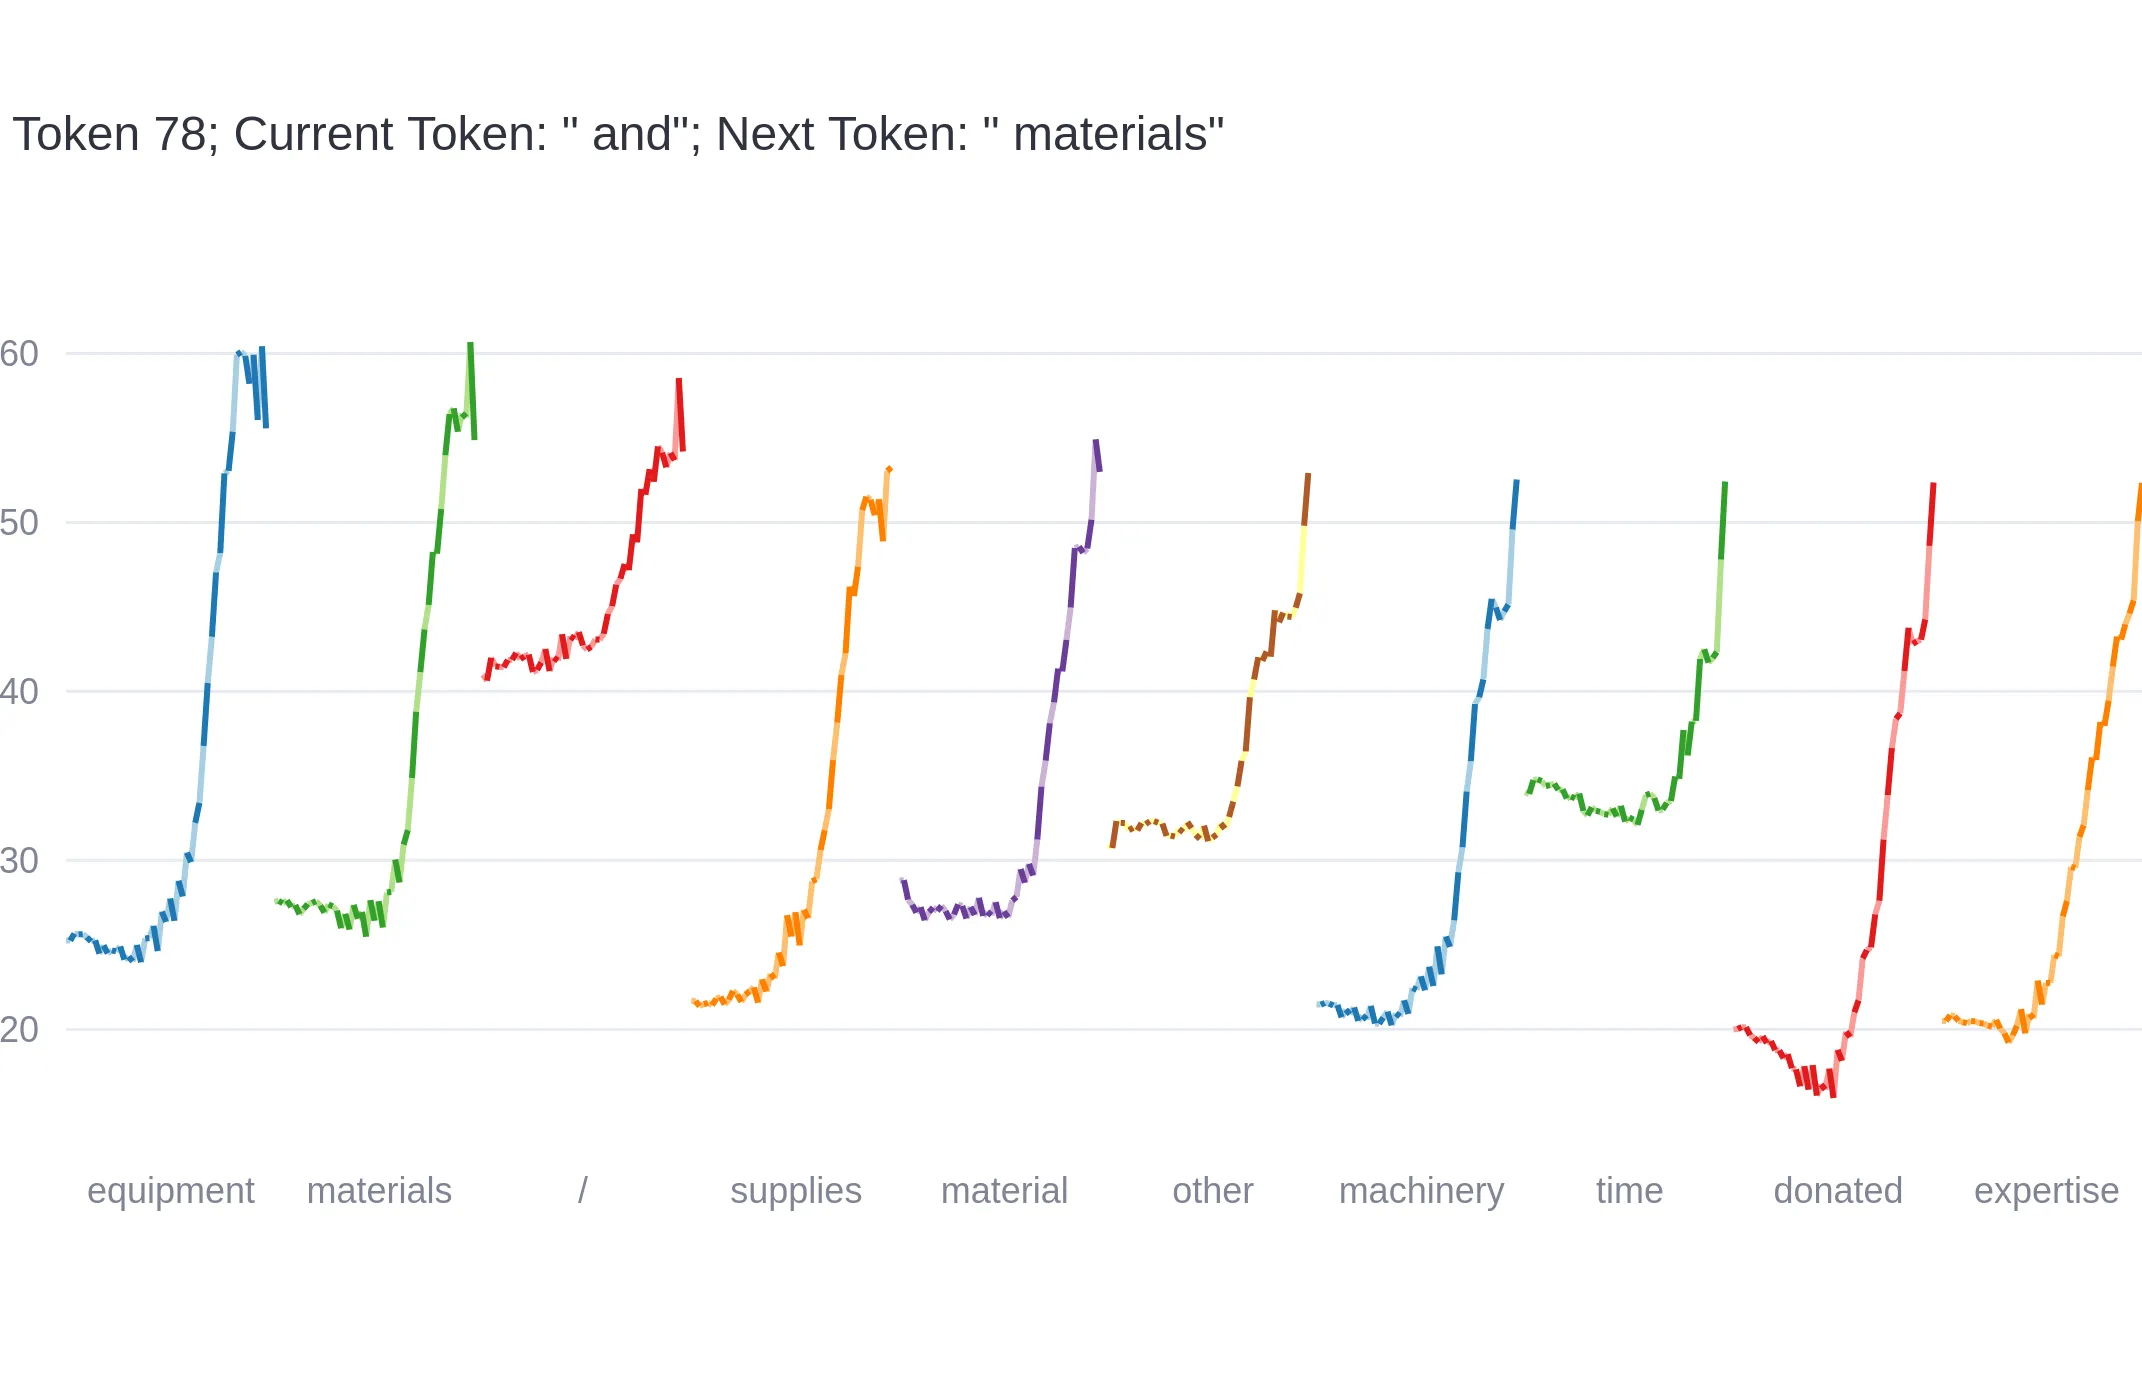 Token 78; Current Token: " and"; Next Token: " materials"
60
50
40
30
20
equipment materials / supplies material other machinery time donated expertise